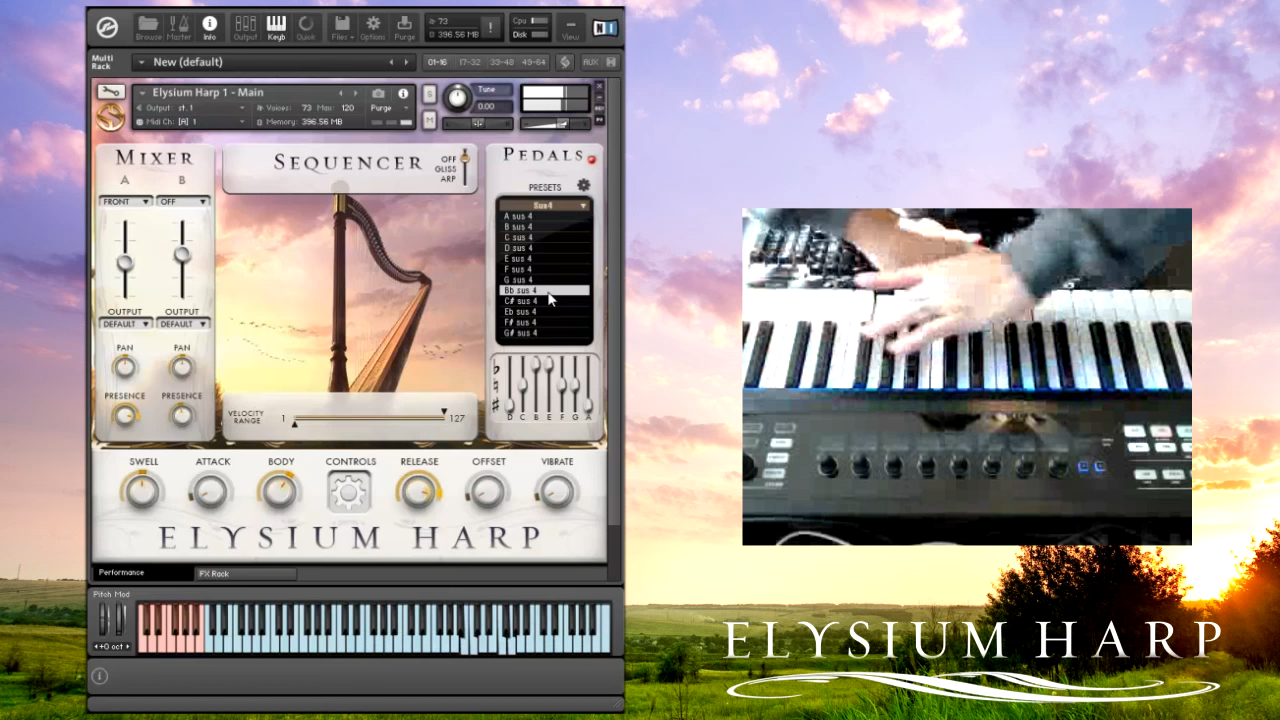 Browse Master Info Output Keyb Quick Files Options Purge
73
396.56 MB
!
Cpu
Disk
View
NI
Multi
Rack
New (default)
01-16 17-32 33-48 49-64 AUX
Elysium Harp 1 - Main
Output: st. 1 Voices: 73 Max: 120 Purge
Midi Ch: [A] 1 Memory: 396.56 MB
S
M
Tune
0.00
MIXER
A B
FRONT OFF
OUTPUT OUTPUT
DEFAULT DEFAULT
PAN PAN
PRESENCE PRESENCE
SEQUENCER
OFF
GLISS
ARP
VELOCITY
RANGE
1 127
PEDALS
PRESETS
Sus4
A sus 4
B sus 4
C sus 4
D sus 4
E sus 4
F sus 4
G sus 4
Bb sus 4
C# sus 4
Eb sus 4
F# sus 4
G# sus 4
♭
♮
♯
D C B E F G A
SWELL ATTACK BODY CONTROLS RELEASE OFFSET VIBRATE
ELYSIUM HARP
Performance FX Rack
Pitch Mod
+0 oct
ELYSIUM HARP